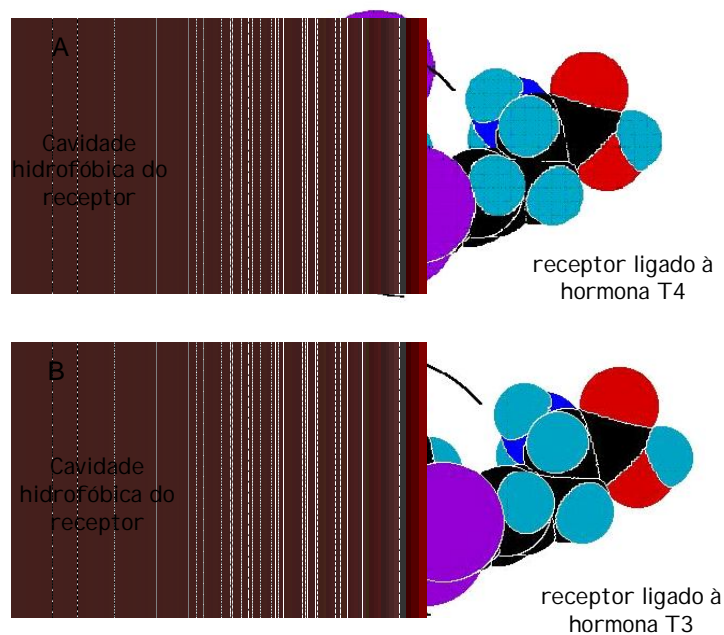 A
Cavidade
hidrofóbica do
receptor
receptor ligado à
hormona T4
B
Cavidade
hidrofóbica do
receptor
receptor ligado à
hormona T3